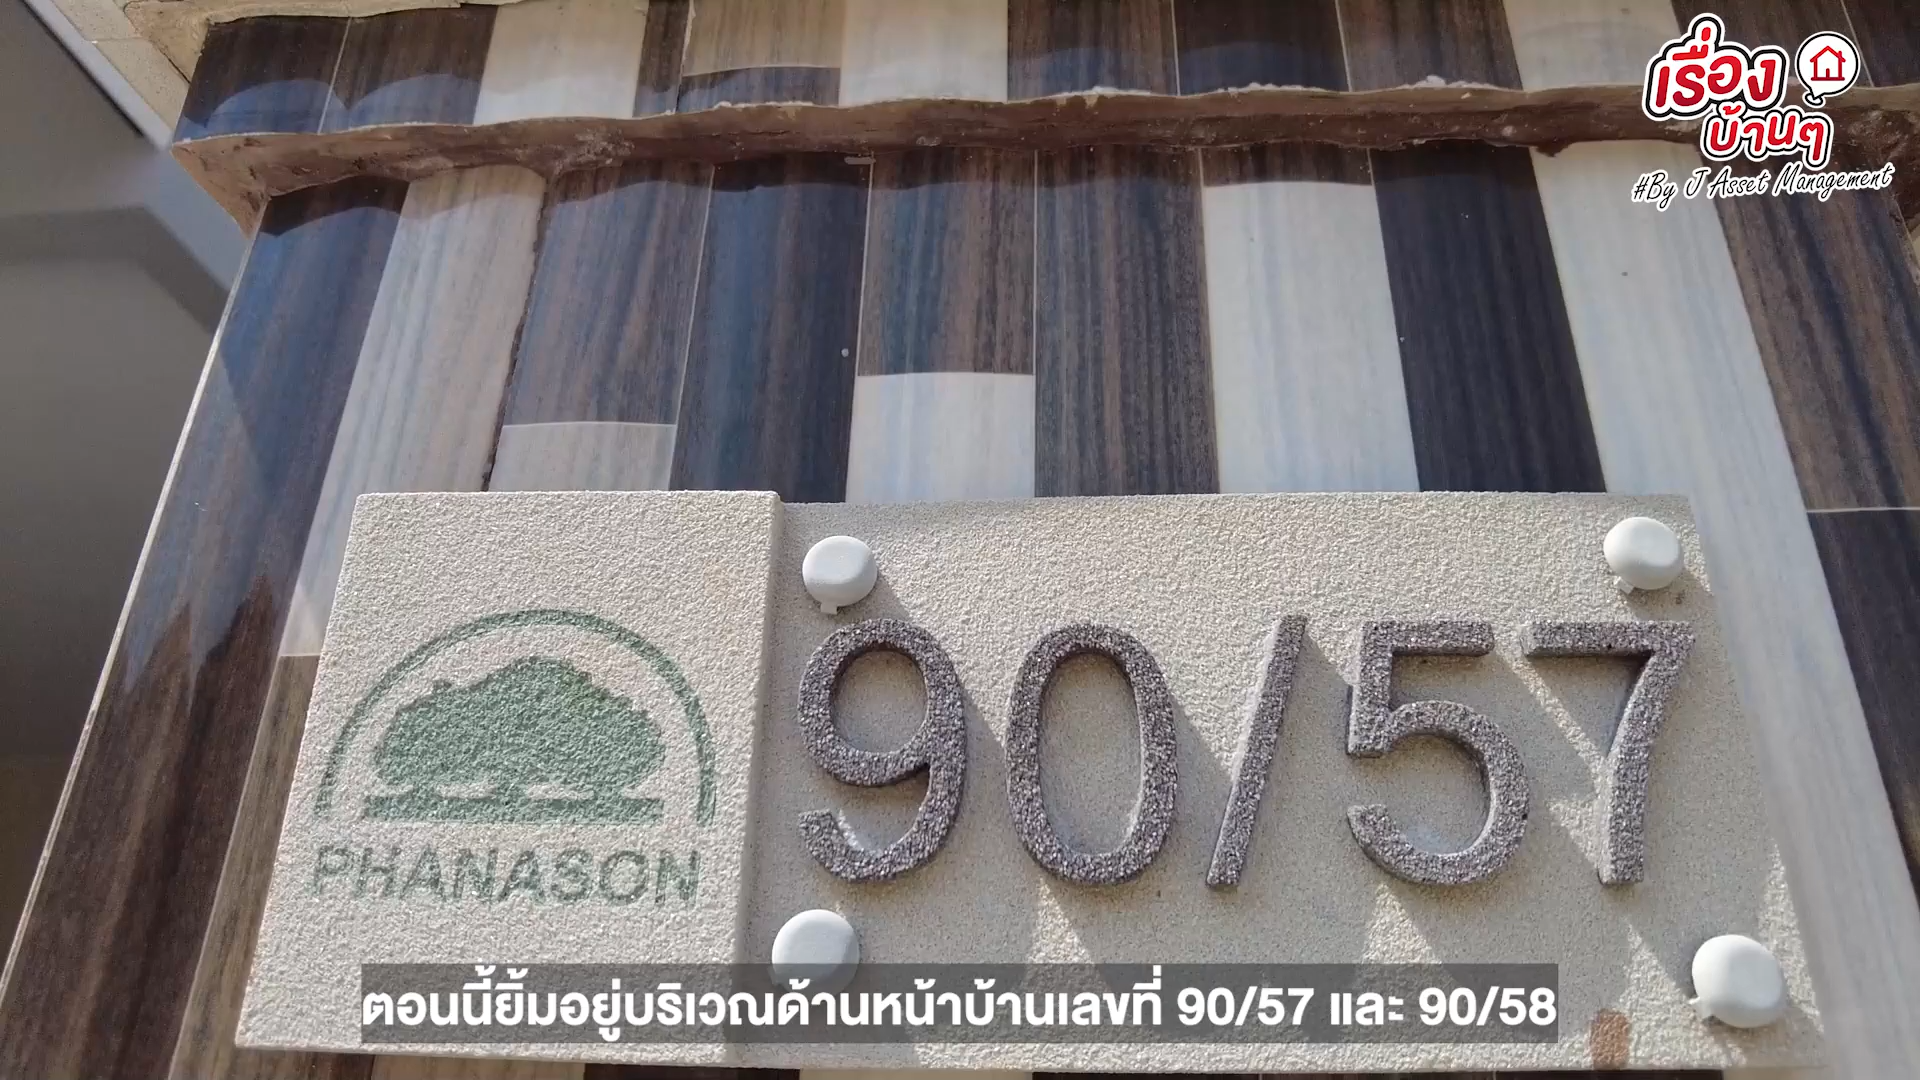 เรื่อง
บ้านๆ
#By J Asset Management
PHANASON
90/57
ตอนนี้ยิ้มอยู่บริเวณด้านหน้าบ้านเลขที่ 90/57 และ 90/58